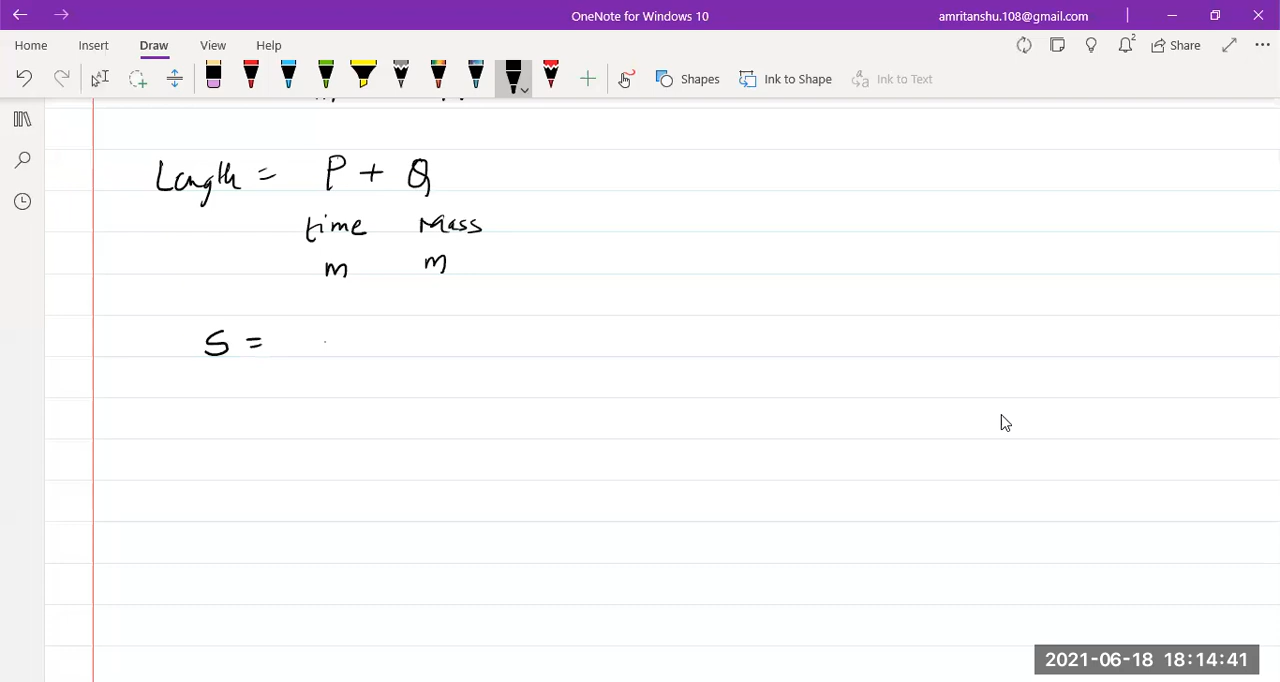 OneNote for Windows 10 amritanshu.108@gmail.com
Home Insert Draw View Help
2 Share
Shapes Ink to Shape Ink to Text
Length = P + Q
time Mass
m m
S =
2021-06-18 18:14:41